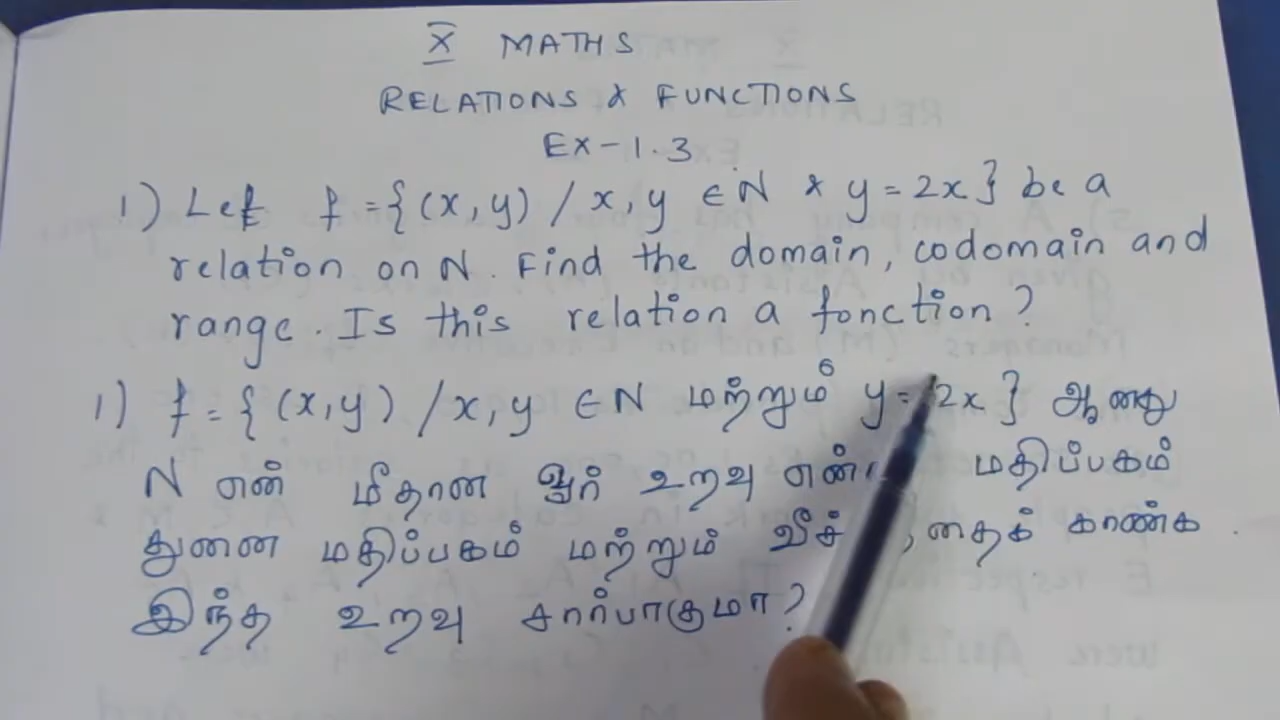 X MATHS
RELATIONS & FUNCTIONS
Ex-1.3
1) Let f = {(x, y) / x, y ∈ N & y = 2x} be a
relation on N. Find the domain, codomain and
range. Is this relation a fonction?
1) f = {(x, y) / x, y ∈ N மற்றும் y = 2x} ஆனது
N என் மீதான ஓர் உறவு மதிப்பகம்
துணை மதிப்பகம் மற்றும் காண்க
இந்த உறவு சார்பாகுமா?